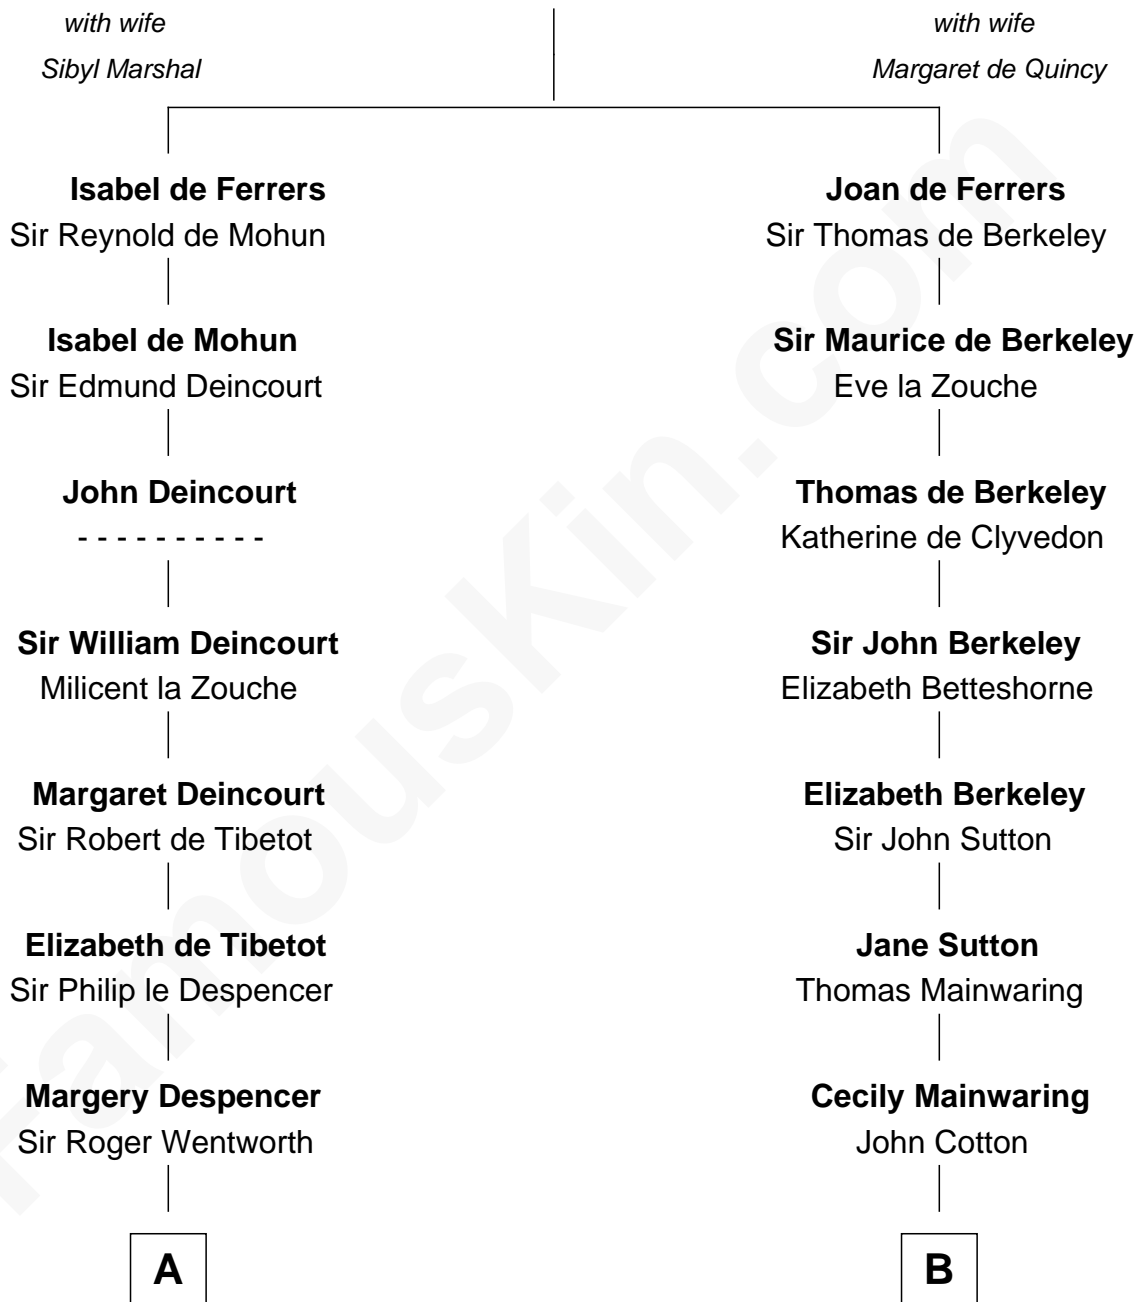 with wife
Sibyl Marshal
with wife
Margaret de Quincy
Isabel de Ferrers
Sir Reynold de Mohun
Joan de Ferrers
Sir Thomas de Berkeley
Isabel de Mohun
Sir Edmund Deincourt
Sir Maurice de Berkeley
Eve la Zouche
John Deincourt
- - - - - - - - - -
Thomas de Berkeley
Katherine de Clyvedon
Sir William Deincourt
Milicent la Zouche
Sir John Berkeley
Elizabeth Betteshorne
Margaret Deincourt
Sir Robert de Tibetot
Elizabeth Berkeley
Sir John Sutton
Elizabeth de Tibetot
Sir Philip le Despencer
Jane Sutton
Thomas Mainwaring
Margery Despencer
Sir Roger Wentworth
Cecily Mainwaring
John Cotton
A
B
FamousKin.com